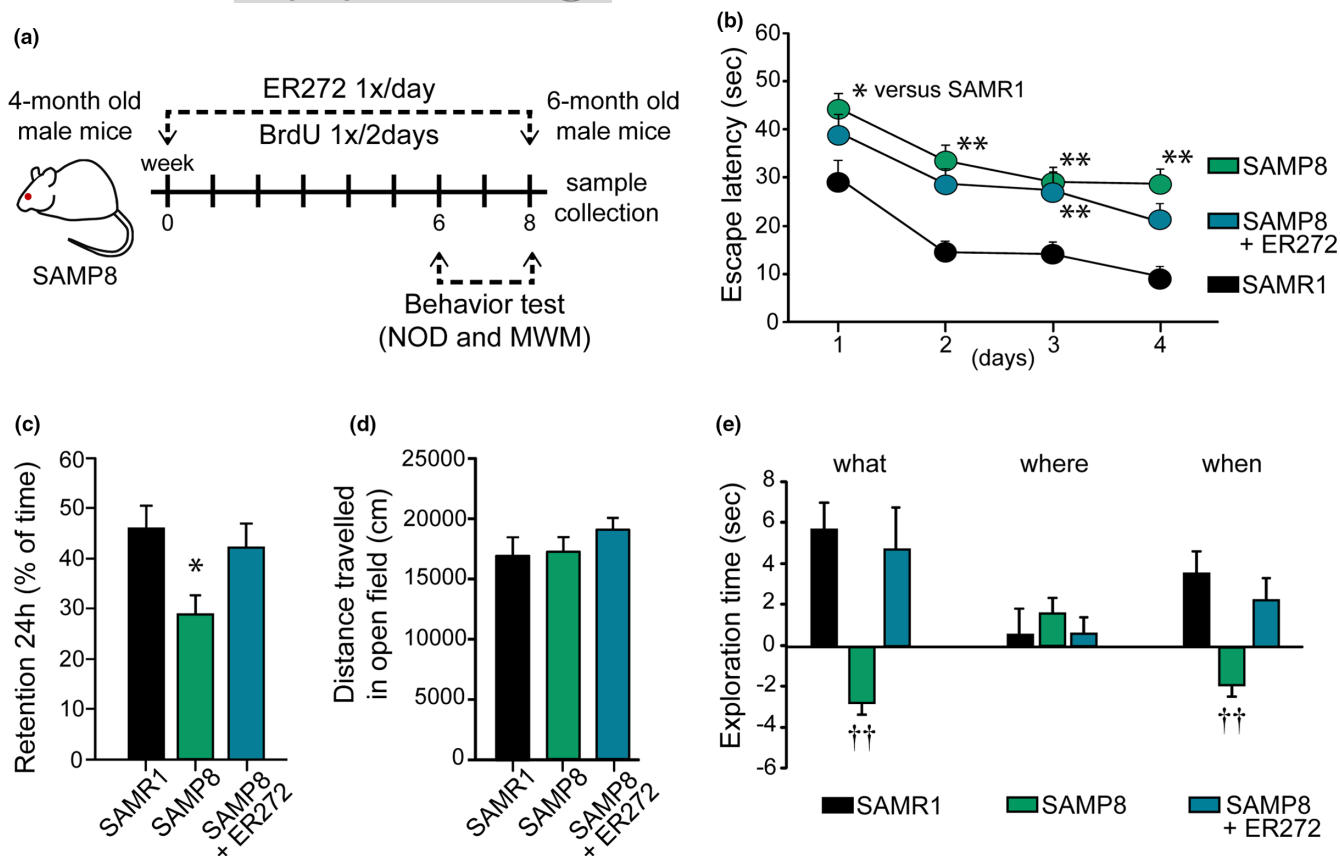 (a)
4-month old
male mice
ER272 1x/day
BrdU 1x/2days
6-month old
male mice
week
0
6
8
sample
collection
SAMP8
Behavior test
(NOD and MWM)
(b)
Escape latency (sec)
60
50
40
30
20
10
0
* versus SAMR1
**
**
**
**
1
2
3
4
(days)
SAMP8
SAMP8
+ ER272
SAMR1
(c)
Retention 24h (% of time)
60
50
40
30
20
10
0
*
SAMR1
SAMP8
SAMP8
+ ER272
(d)
Distance travelled
in open field (cm)
25000
20000
15000
10000
5000
0
SAMR1
SAMP8
SAMP8
+ ER272
(e)
what
where
when
Exploration time (sec)
8
6
4
2
0
-2
-4
-6
††
††
SAMR1
SAMP8
SAMP8
+ ER272